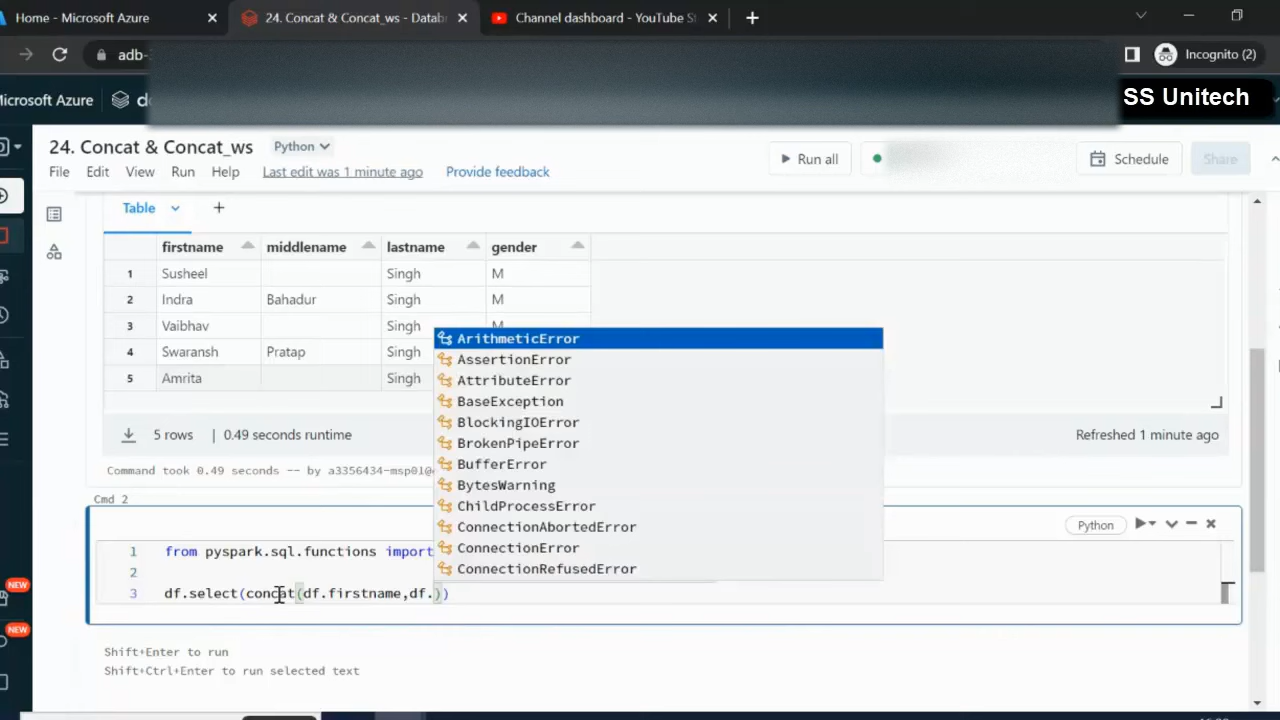 Home - Microsoft Azure
24. Concat & Concat_ws - Datab
Channel dashboard - YouTube S
adb-
Incognito (2)
Microsoft Azure
SS Unitech
24. Concat & Concat_ws
Python
Run all
Schedule
Share
File Edit View Run Help Last edit was 1 minute ago Provide feedback
Table +
firstname middlename lastname gender
1 Susheel Singh M
2 Indra Bahadur Singh M
3 Vaibhav Singh M
4 Swaransh Pratap Singh
5 Amrita Singh
5 rows | 0.49 seconds runtime
Refreshed 1 minute ago
Command took 0.49 seconds -- by a3356434-msp01@
ArithmeticError
AssertionError
AttributeError
BaseException
BlockingIOError
BrokenPipeError
BufferError
BytesWarning
ChildProcessError
ConnectionAbortedError
ConnectionError
ConnectionRefusedError
Cmd 2
Python
1 from pyspark.sql.functions import
2
3 df.select(concat(df.firstname,df.))
Shift+Enter to run
Shift+Ctrl+Enter to run selected text
NEW
NEW